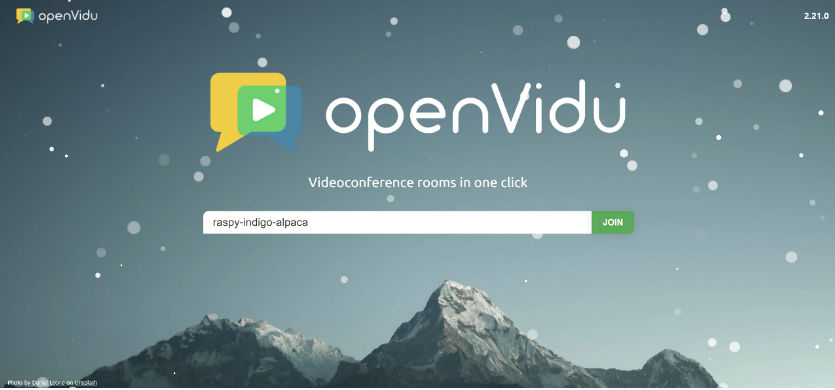 openVidu
2.21.0
openVidu
Videoconference rooms in one click
raspy-indigo-alpaca
JOIN
Photo by Daniel Leone on Unsplash